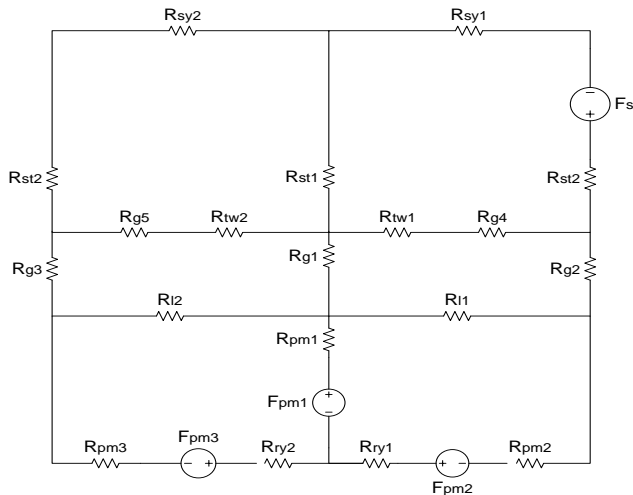 Rsy2
Rsy1
− +
Fs
Rst2
Rst1
Rst2
Rg5
Rtw2
Rtw1
Rg4
Rg3
Rg1
Rg2
Rl2
Rl1
Rpm1
Fpm1
+ −
Rpm3
Fpm3
− +
Rry2
Rry1
+ −
Fpm2
Rpm2